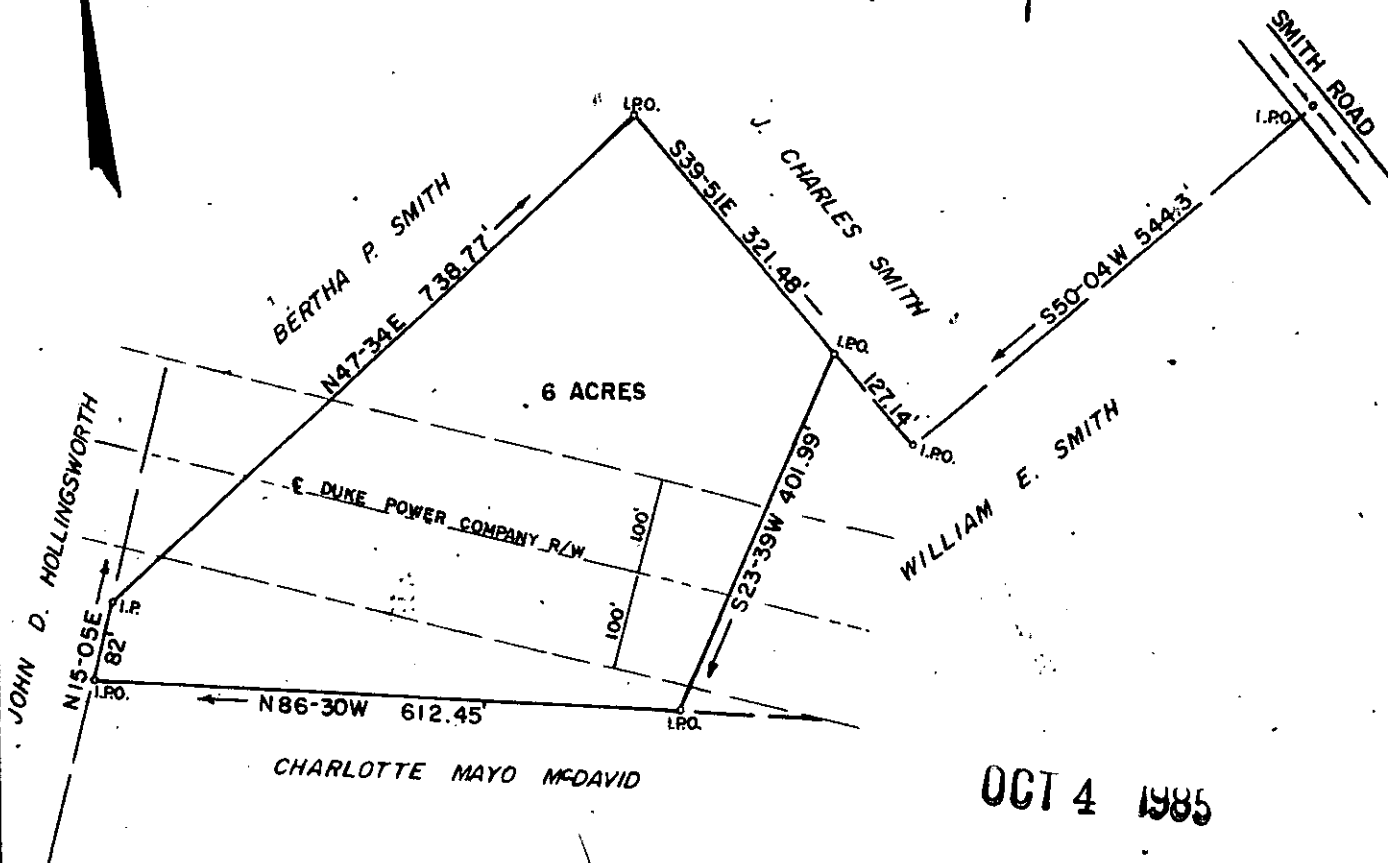 SMITH ROAD
I.P.O.
I.P.O.
J. CHARLES SMITH
S39-51E 321.48'
BERTHA P. SMITH
N47-34E 738.77'
S50-04W 544.3'
I.P.O.
127.14'
I.P.O.
6 ACRES
WILLIAM E. SMITH
S23-39W 401.99'
JOHN D. HOLLINGSWORTH
℄ DUKE POWER COMPANY R/W
100'
100'
I.P.
N15-05E
82'
I.P.O.
N86-30W 612.45'
I.P.O.
CHARLOTTE MAYO McDAVID
OCT 4 1985